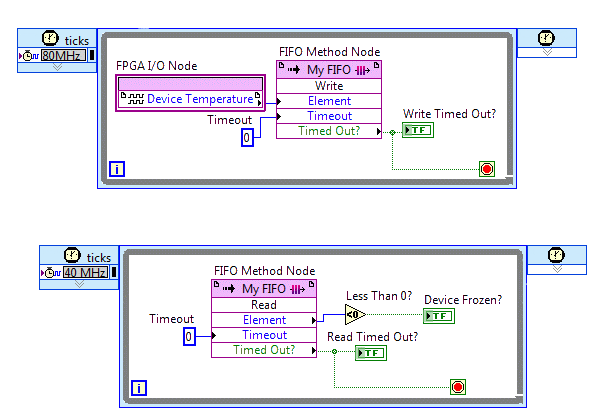 ticks
80MHz
FIFO Method Node
FPGA I/O Node
My FIFO
Write
Device Temperature
Element
Timeout
Timeout
0
Timed Out?
Write Timed Out?
TF
i
ticks
40 MHz
FIFO Method Node
My FIFO
Read
Less Than 0?
Device Frozen?
Element
<0
TF
Timeout
0
Timeout
Read Timed Out?
Timed Out?
TF
i